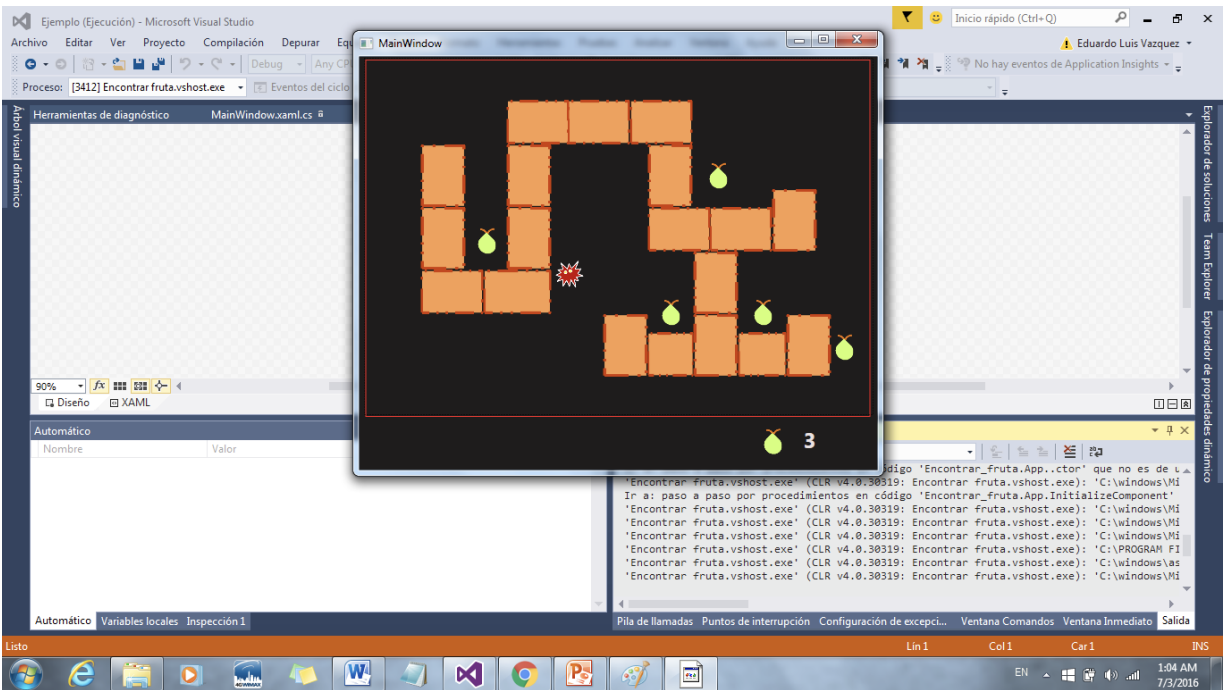 Ejemplo (Ejecución) - Microsoft Visual Studio
Inicio rápido (Ctrl+Q)
Archivo Editar Ver Proyecto Compilación Depurar
Eduardo Luis Vazquez
Debug Any
No hay eventos de Application Insights
Proceso: [3412] Encontrar fruta.vshost.exe Eventos del ciclo
MainWindow
Árbol visual dinámico
Herramientas de diagnóstico MainWindow.xaml.cs
Explorador de soluciones
Team Explorer
Explorador de propiedades dinámico
90% fx
Diseño XAML
3
Automático
Nombre Valor
'Encontrar_fruta.App..ctor' que no es de
'Encontrar fruta.vshost.exe' (CLR v4.0.30319: Encontrar fruta.vshost.exe): 'C:\windows\Mi
Ir a: paso a paso por procedimientos en código 'Encontrar_fruta.App.InitializeComponent'
'Encontrar fruta.vshost.exe' (CLR v4.0.30319: Encontrar fruta.vshost.exe): 'C:\windows\Mi
'Encontrar fruta.vshost.exe' (CLR v4.0.30319: Encontrar fruta.vshost.exe): 'C:\windows\Mi
'Encontrar fruta.vshost.exe' (CLR v4.0.30319: Encontrar fruta.vshost.exe): 'C:\windows\Mi
'Encontrar fruta.vshost.exe' (CLR v4.0.30319: Encontrar fruta.vshost.exe): 'C:\PROGRAM FI
'Encontrar fruta.vshost.exe' (CLR v4.0.30319: Encontrar fruta.vshost.exe): 'C:\windows\as
'Encontrar fruta.vshost.exe' (CLR v4.0.30319: Encontrar fruta.vshost.exe): 'C:\windows\Mi
Automático Variables locales Inspección 1
Pila de llamadas Puntos de interrupción Configuración de excepci... Ventana Comandos Ventana Inmediato Salida
Listo Lín 1 Col 1 Car 1 INS
EN 1:04 AM
7/3/2016